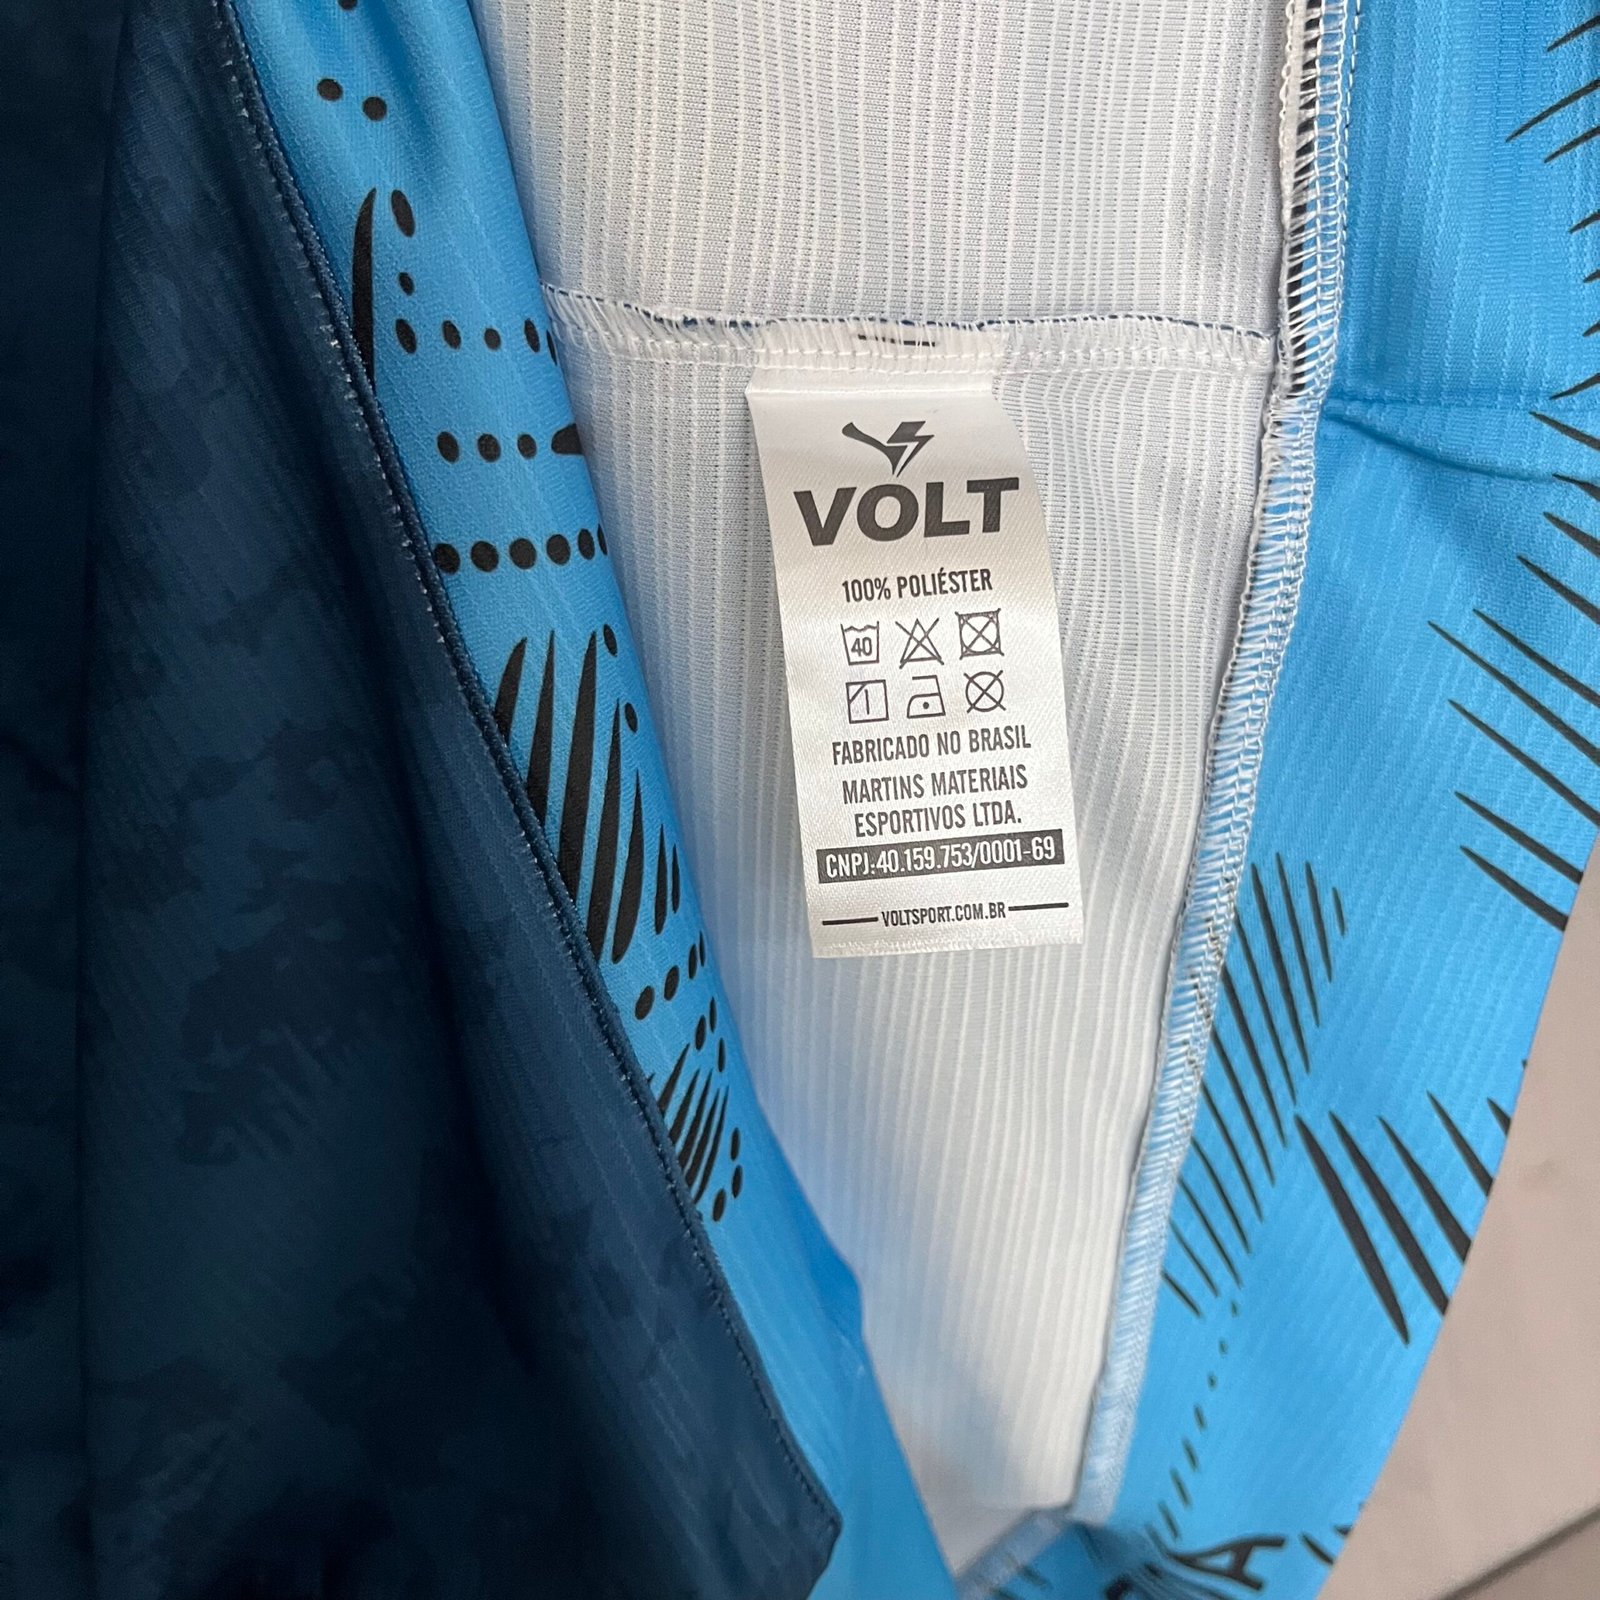 VOLT
100% POLIÉSTER
40
FABRICADO NO BRASIL
MARTINS MATERIAIS
ESPORTIVOS LTDA.
CNPJ:40.159.753/0001-69
VOLTSPORT.COM.BR